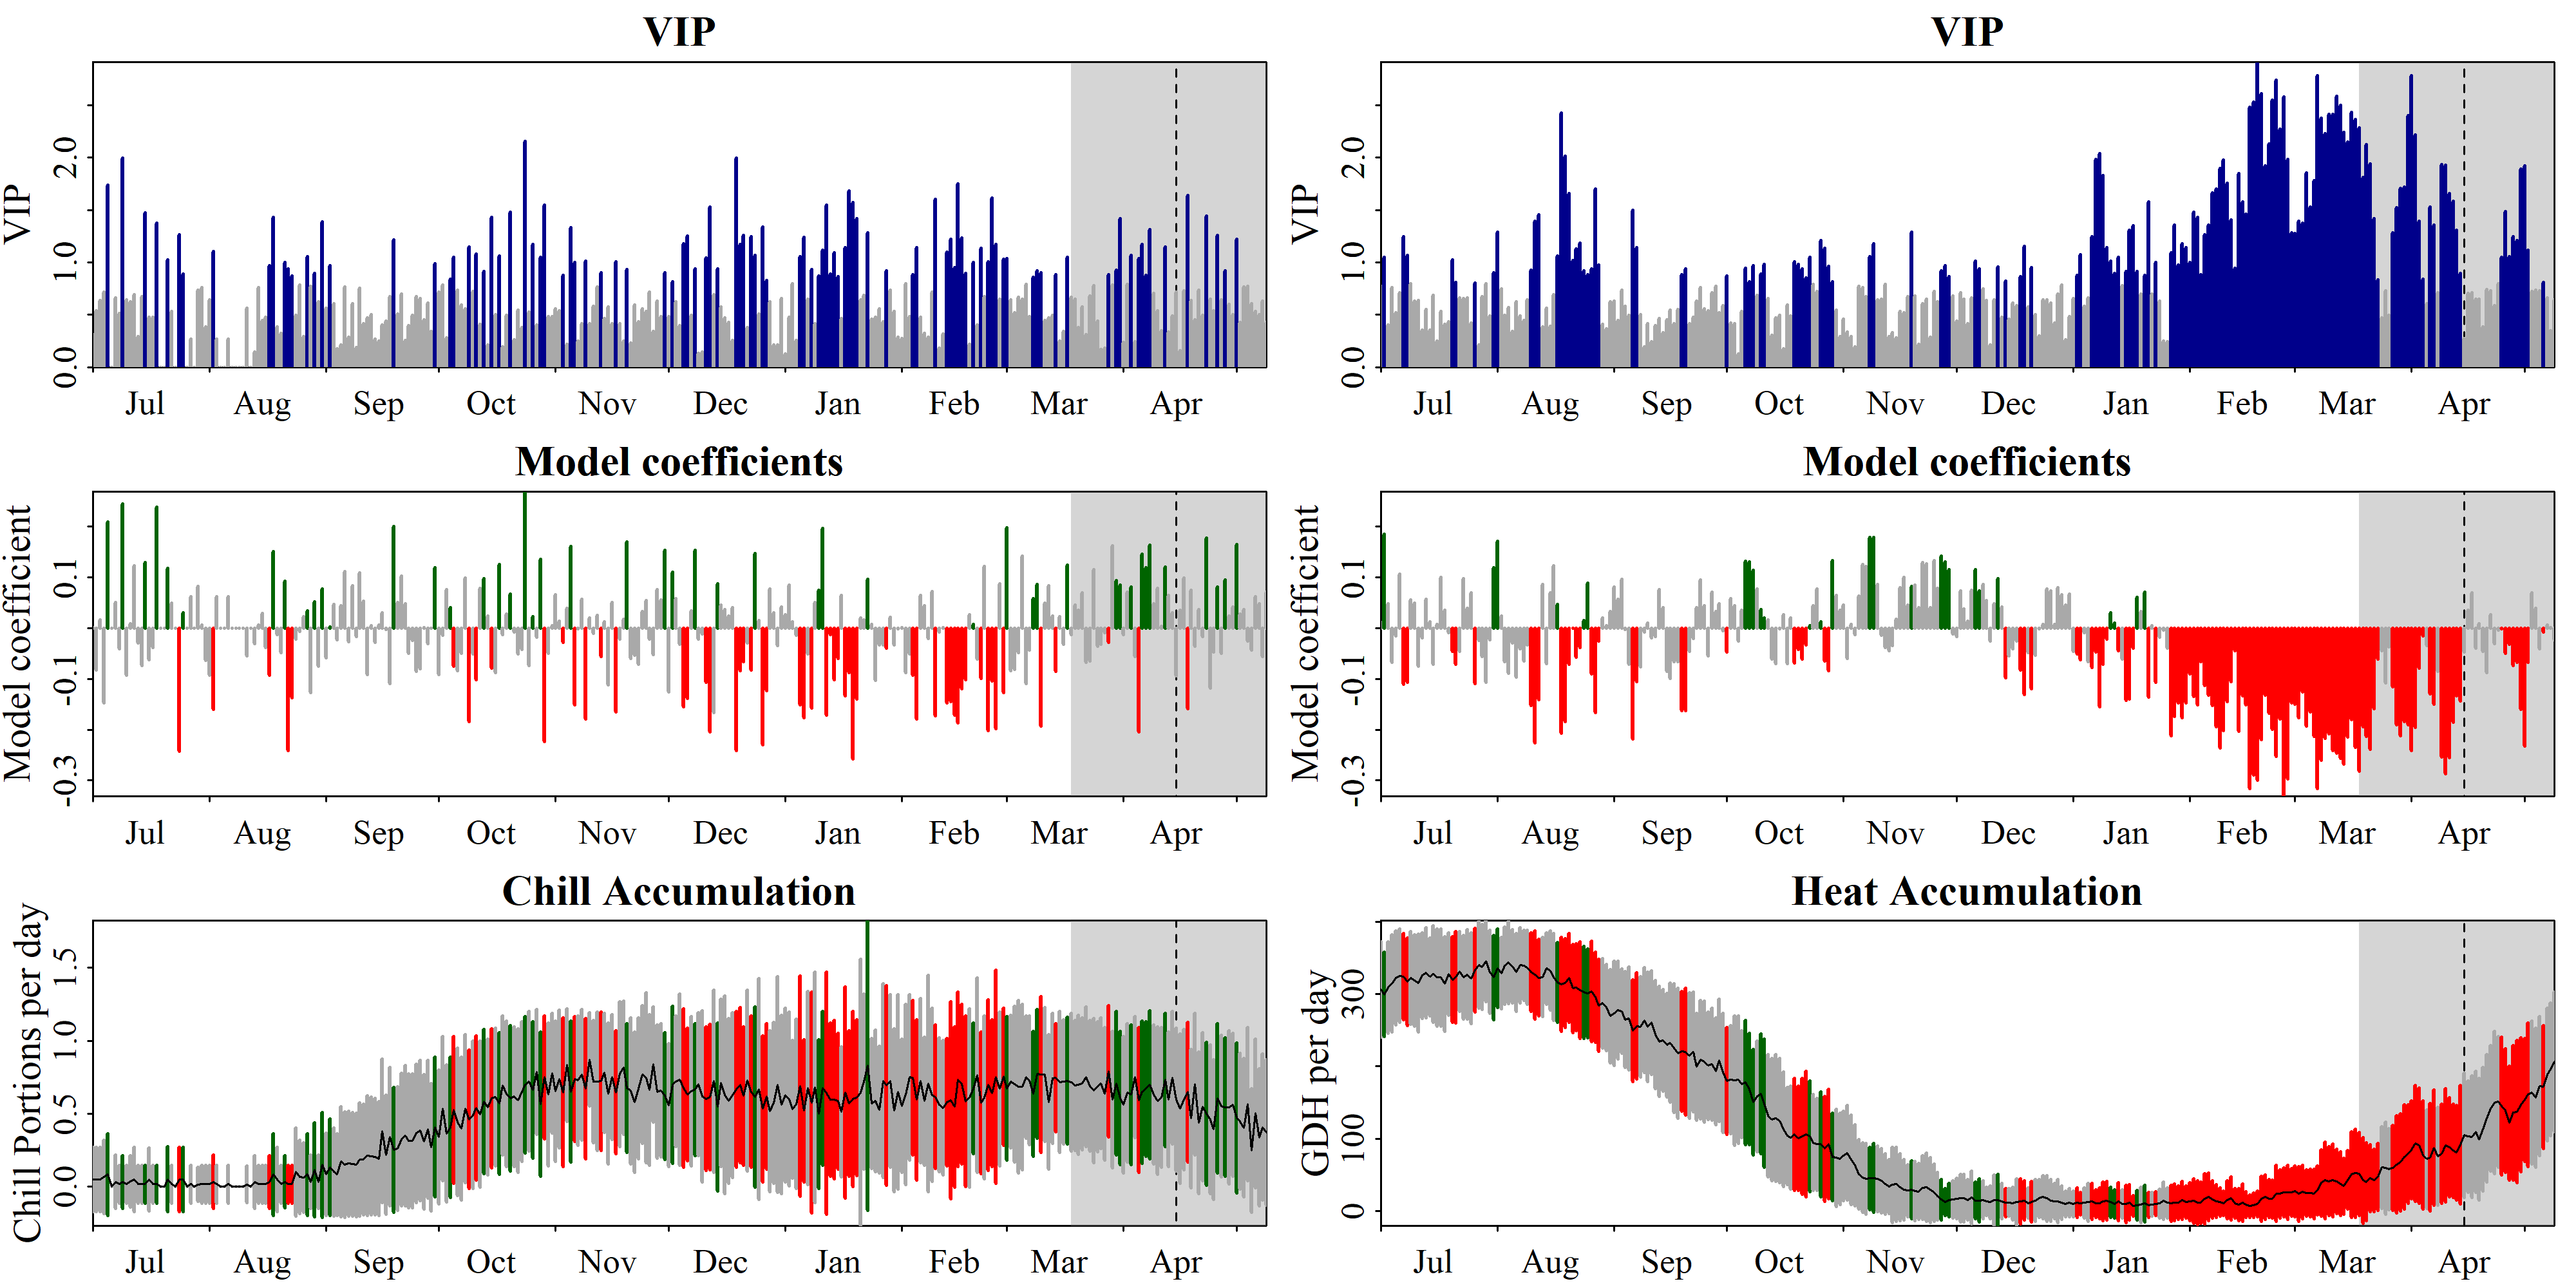 VIP
VIP
2.0
1.0
0.0
Jul Aug Sep Oct Nov Dec Jan Feb Mar Apr
VIP
VIP
2.0
1.0
0.0
Jul Aug Sep Oct Nov Dec Jan Feb Mar Apr
Model coefficients
Model coefficient
0.1
-0.1
-0.3
Jul Aug Sep Oct Nov Dec Jan Feb Mar Apr
Model coefficients
Model coefficient
0.1
-0.1
-0.3
Jul Aug Sep Oct Nov Dec Jan Feb Mar Apr
Chill Accumulation
Chill Portions per day
1.5
1.0
0.5
0.0
Jul Aug Sep Oct Nov Dec Jan Feb Mar Apr
Heat Accumulation
GDH per day
300
100
0
Jul Aug Sep Oct Nov Dec Jan Feb Mar Apr